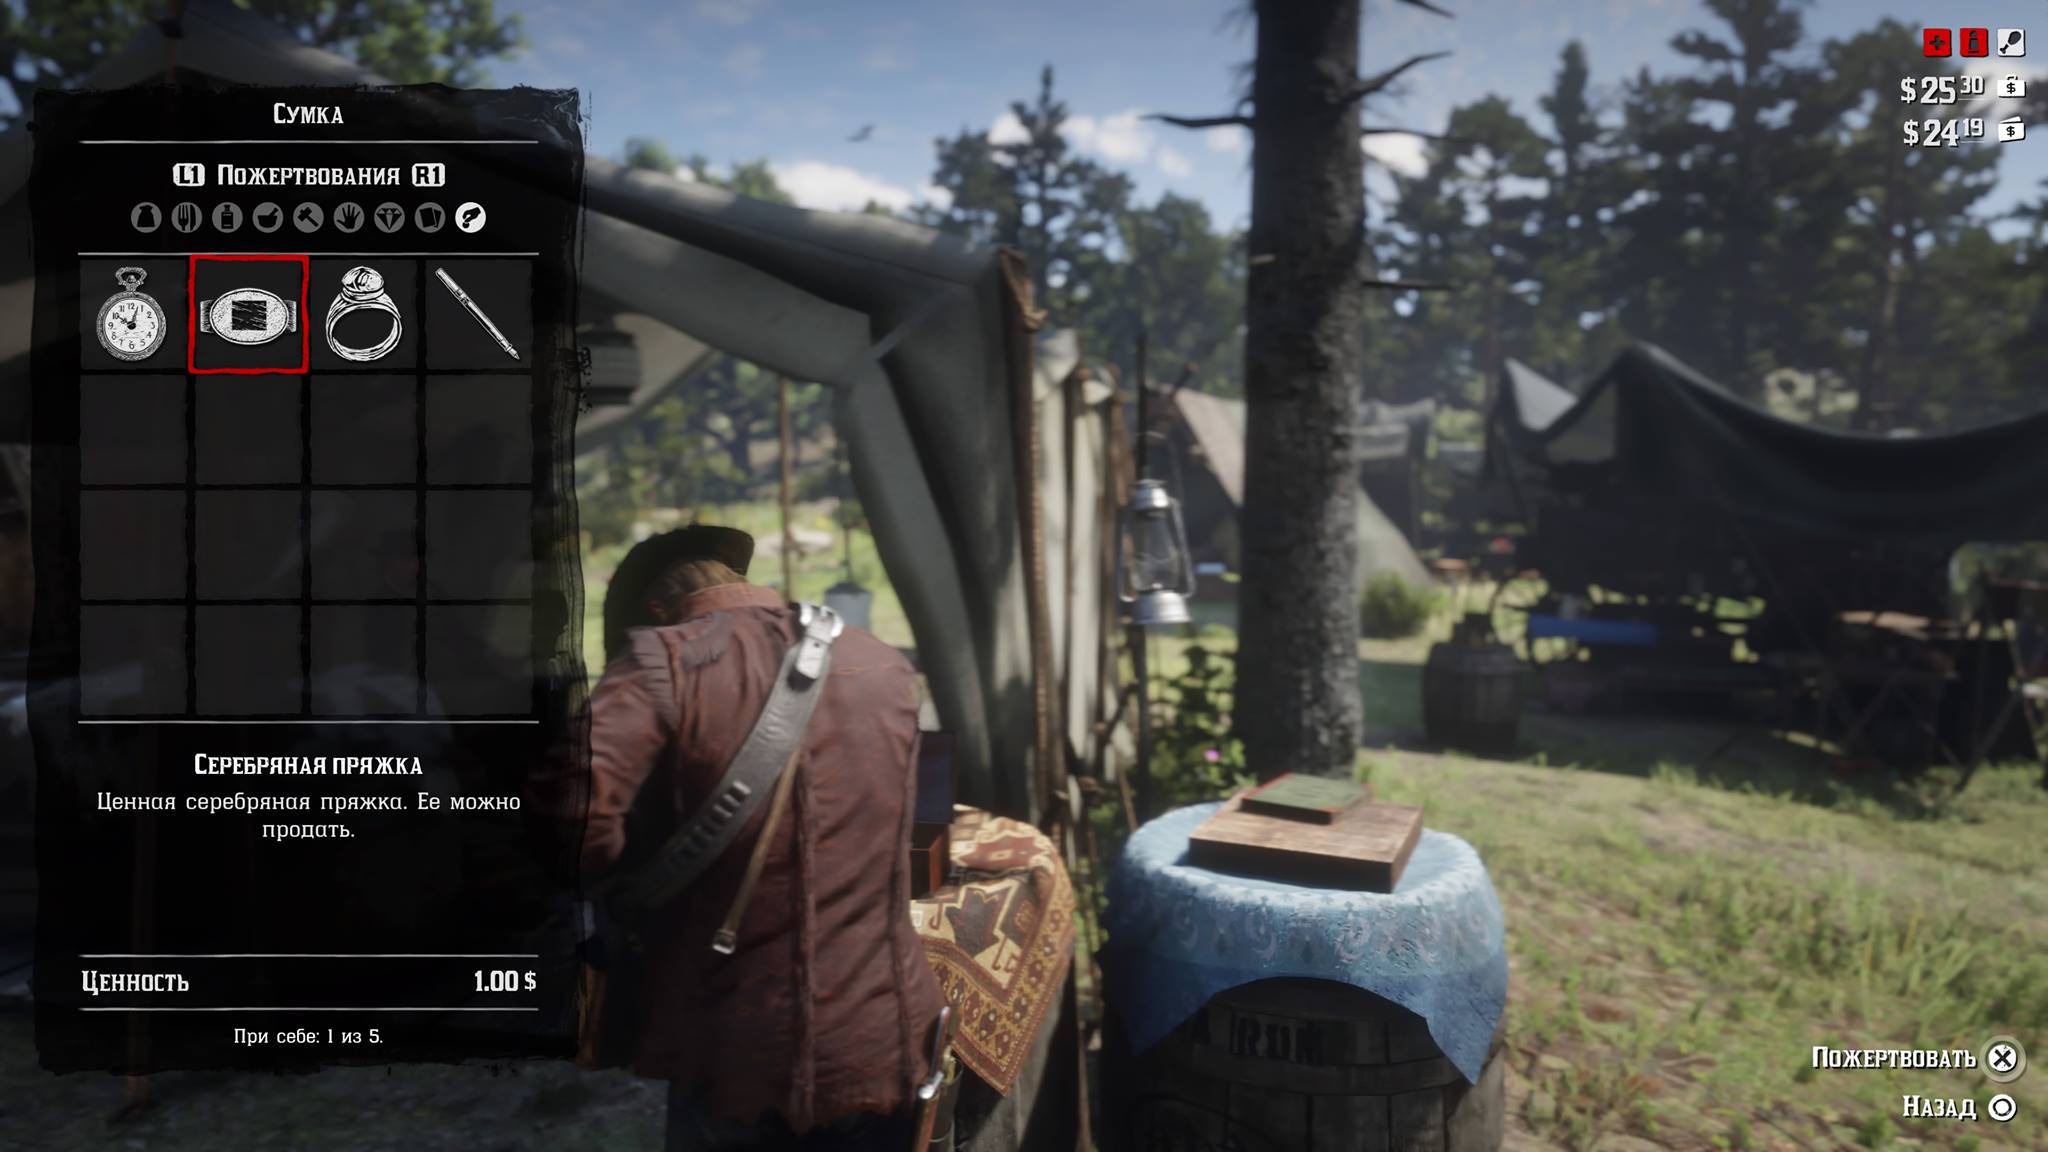 Сумка
L1 Пожертвования R1
Серебряная пряжка
Ценная серебряная пряжка. Ее можно
продать.
Ценность 1.00 $
При себе: 1 из 5.
$ 25 30 $
$ 24 19 $
RUM
Пожертвовать
Назад